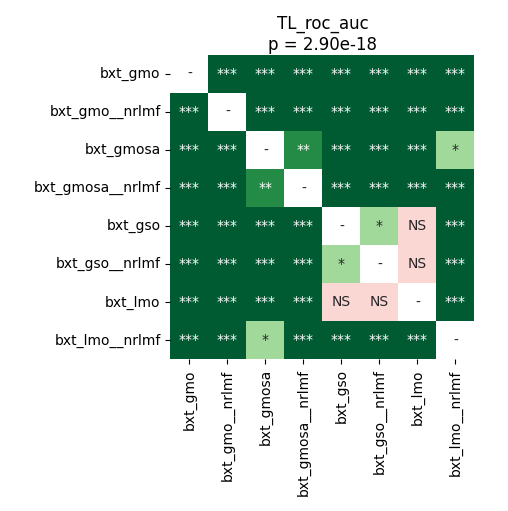 TL_roc_auc
p = 2.90e-18
bxt_gmo - *** *** *** *** *** *** ***
bxt_gmo__nrlmf *** - *** *** *** *** *** ***
bxt_gmosa *** *** - ** *** *** *** *
bxt_gmosa__nrlmf *** *** ** - *** *** *** ***
bxt_gso *** *** *** *** - * NS ***
bxt_gso__nrlmf *** *** *** *** * - NS ***
bxt_lmo *** *** *** *** NS NS - ***
bxt_lmo__nrlmf *** *** * *** *** *** *** -
bxt_gmo
bxt_gmo__nrlmf
bxt_gmosa
bxt_gmosa__nrlmf
bxt_gso
bxt_gso__nrlmf
bxt_lmo
bxt_lmo__nrlmf